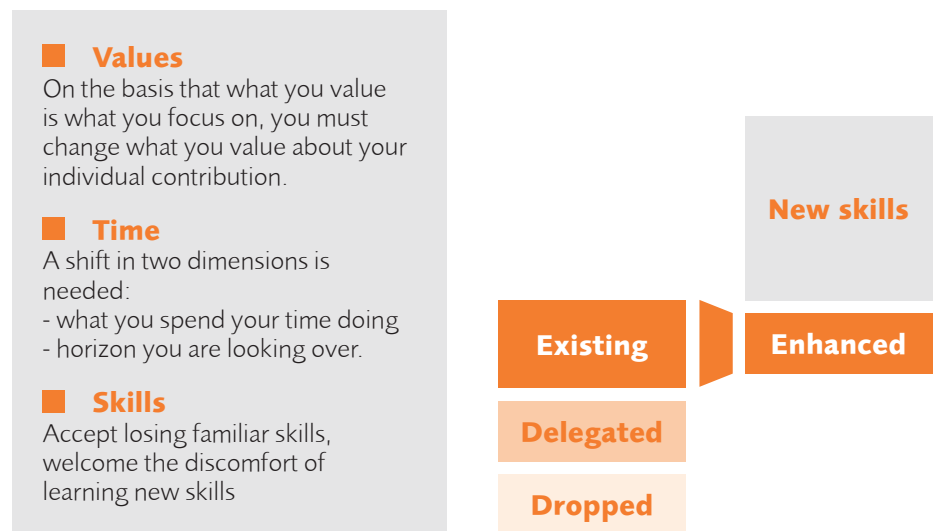 Values
On the basis that what you value
is what you focus on, you must
change what you value about your
individual contribution.
Time
A shift in two dimensions is
needed:
- what you spend your time doing
- horizon you are looking over.
Skills
Accept losing familiar skills,
welcome the discomfort of
learning new skills
New skills
Existing
Enhanced
Delegated
Dropped